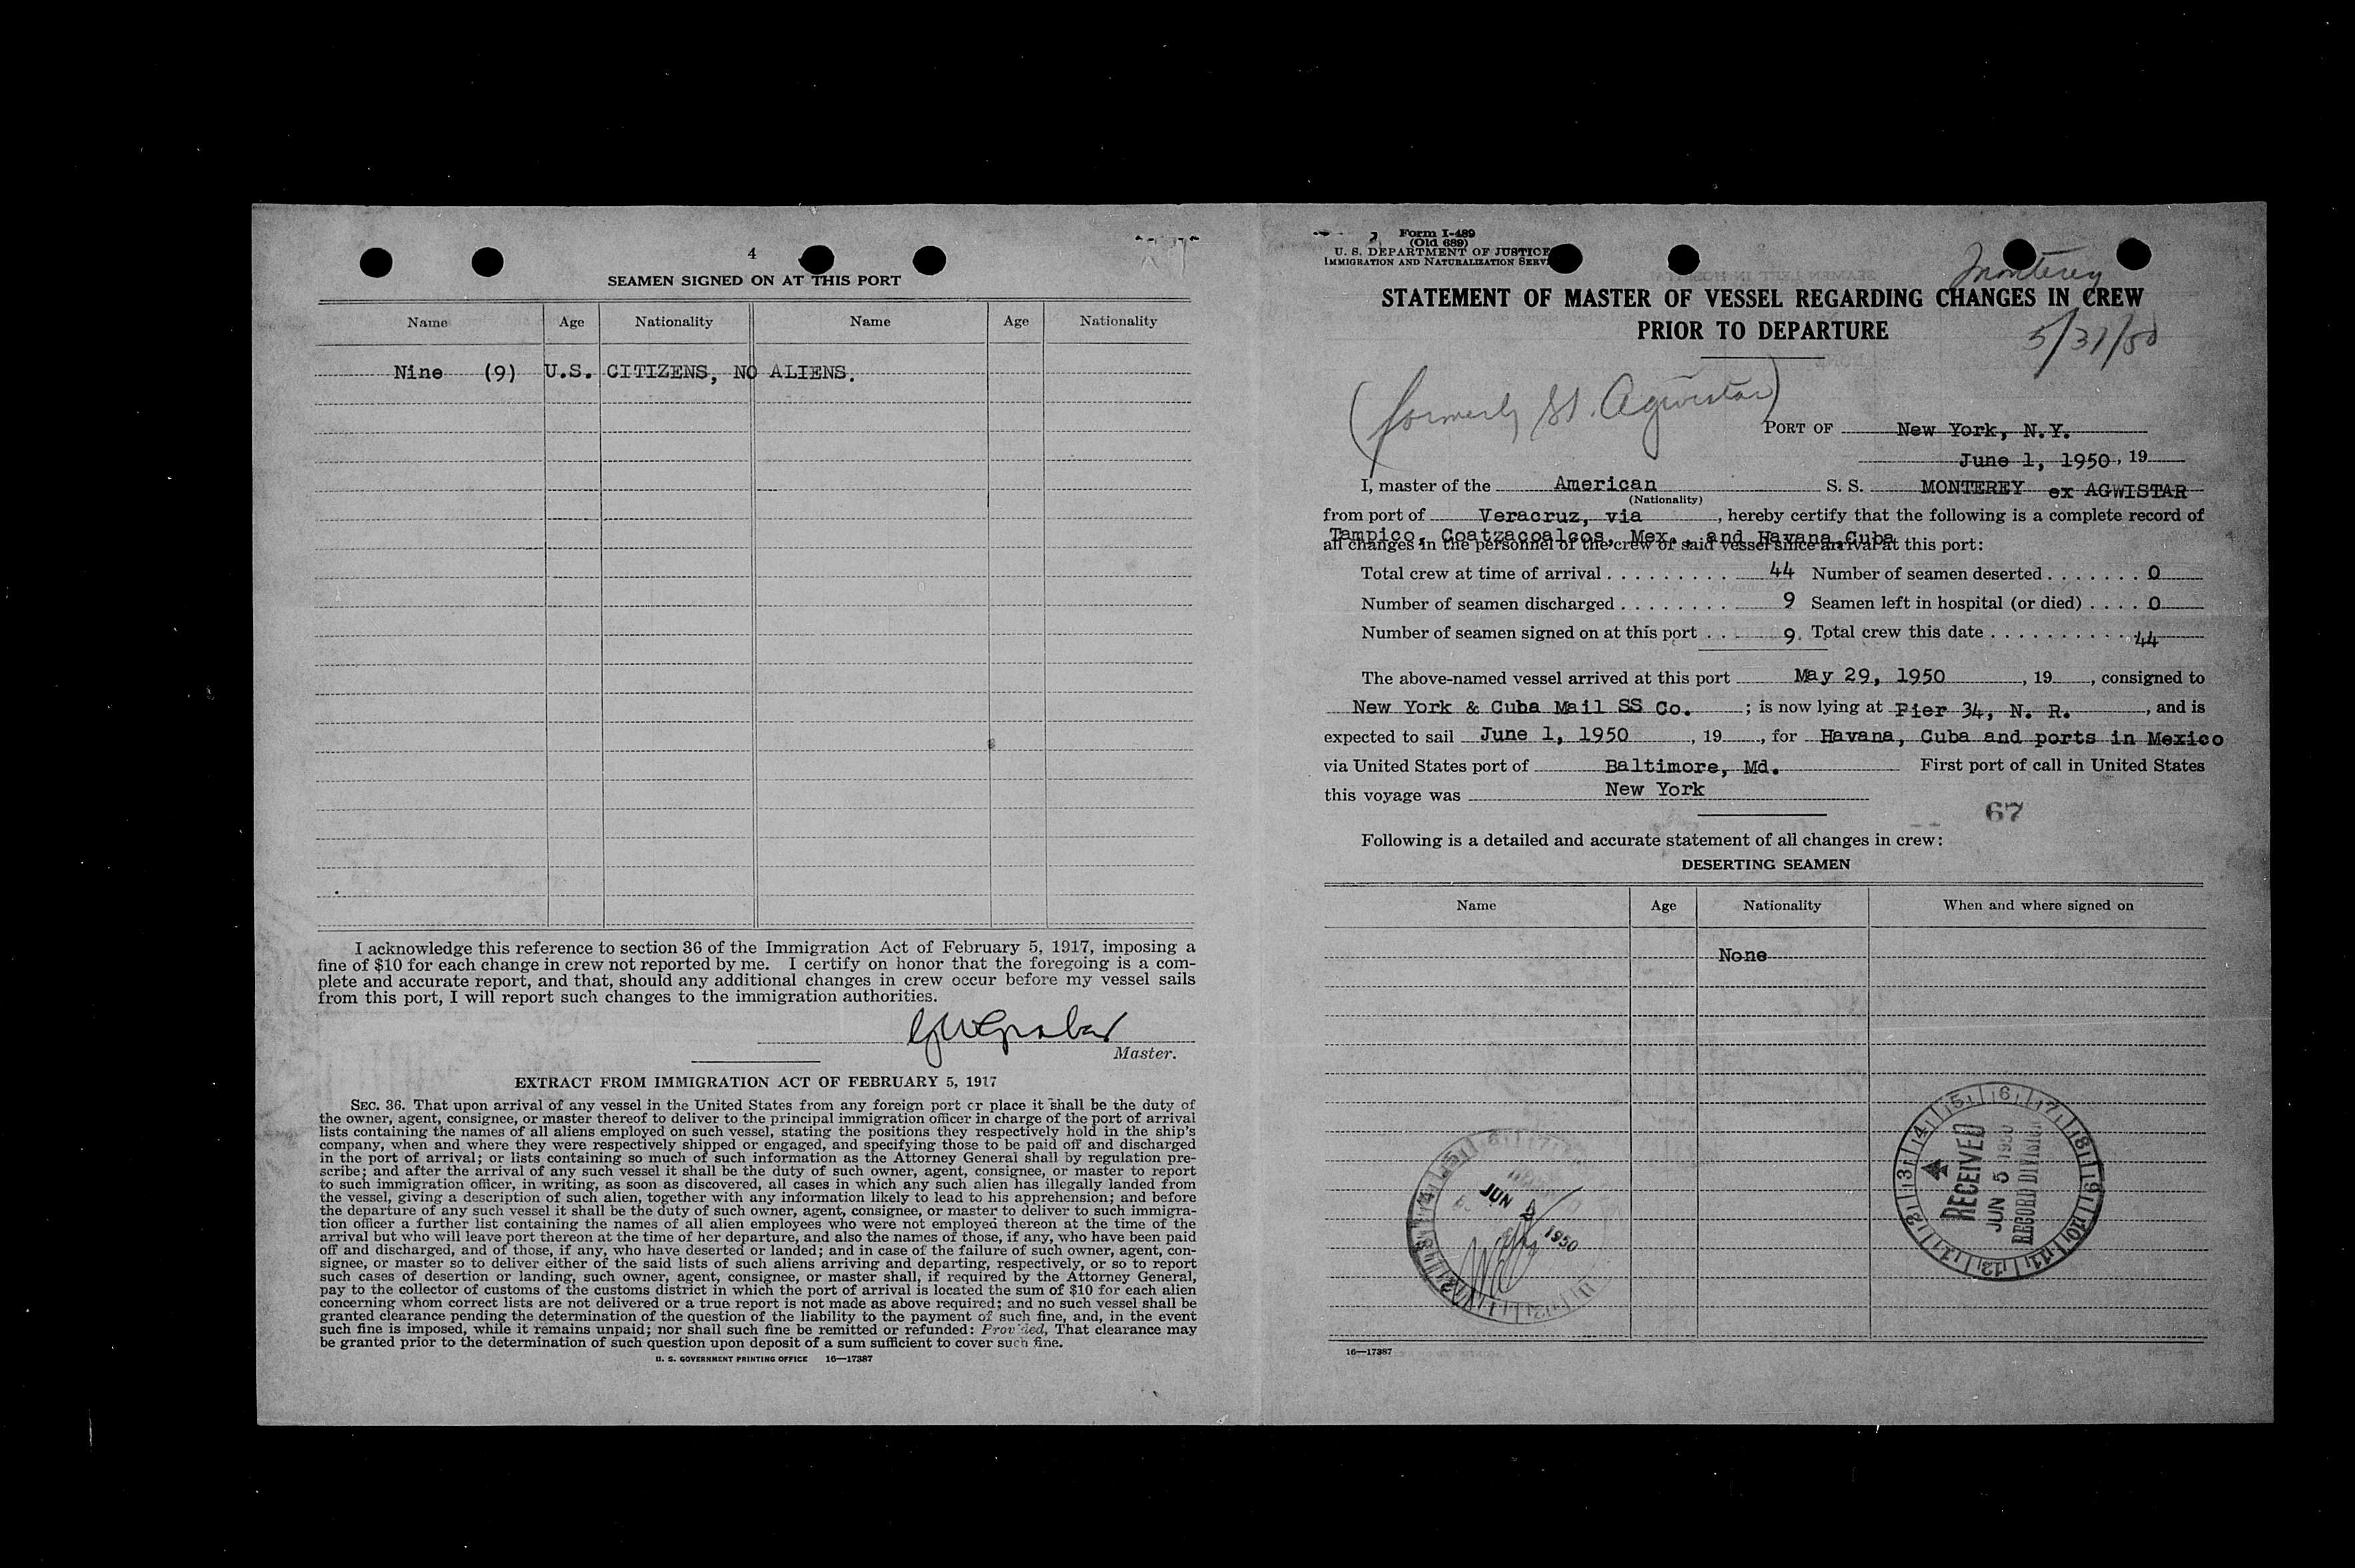 4
SEAMEN SIGNED ON AT THIS PORT
Name Age Nationality Name Age Nationality
Nine (9) U.S. CITIZENS, NO ALIENS.
I acknowledge this reference to section 36 of the Immigration Act of February 5, 1917, imposing a
fine of $10 for each change in crew not reported by me. I certify on honor that the foregoing is a com-
plete and accurate report, and that, should any additional changes in crew occur before my vessel sails
from this port, I will report such changes to the immigration authorities.
Master.
EXTRACT FROM IMMIGRATION ACT OF FEBRUARY 5, 1917
SEC. 36. That upon arrival of any vessel in the United States from any foreign port or place it shall be the duty of
the owner, agent, consignee, or master thereof to deliver to the principal immigration officer in charge of the port of arrival
lists containing the names of all aliens employed on such vessel, stating the positions they respectively hold in the ship's
company, when and where they were respectively shipped or engaged, and specifying those to be paid off and discharged
in the port of arrival; or lists containing so much of such information as the Attorney General shall by regulation pre-
scribe; and after the arrival of any such vessel it shall be the duty of such owner, agent, consignee, or master to report
to such immigration officer, in writing, as soon as discovered, all cases in which any such alien has illegally landed from
the vessel, giving a description of such alien, together with any information likely to lead to his apprehension; and before
the departure of any such vessel it shall be the duty of such owner, agent, consignee, or master to deliver to such immigra-
tion officer a further list containing the names of all alien employees who were not employed thereon at the time of the
arrival but who will leave port thereon at the time of her departure, and also the names of those, if any, who have been paid
off and discharged, and of those, if any, who have deserted or landed; and in case of the failure of such owner, agent, con-
signee, or master so to deliver either of the said lists of such aliens arriving and departing, respectively, or so to report
such cases of desertion or landing, such owner, agent, consignee, or master shall, if required by the Attorney General,
pay to the collector of customs of the customs district in which the port of arrival is located the sum of $10 for each alien
concerning whom correct lists are not delivered or a true report is not made as above required; and no such vessel shall be
granted clearance pending the determination of the question of the liability to the payment of such fine, and, in the event
such fine is imposed, while it remains unpaid; nor shall such fine be remitted or refunded: Provided, That clearance may
be granted prior to the determination of such question upon deposit of a sum sufficient to cover such fine.
U. S. GOVERNMENT PRINTING OFFICE 16—17387
Form I-489
(Old 689)
U. S. DEPARTMENT OF JUSTICE
IMMIGRATION AND NATURALIZATION SERV
Monterey
STATEMENT OF MASTER OF VESSEL REGARDING CHANGES IN CREW
PRIOR TO DEPARTURE
5/31/50
(formerly SS. Agwistar)
PORT OF New York, N.Y.
June 1, 1950, 19
I, master of the American S. S. MONTEREY ex AGWISTAR
(Nationality)
from port of Veracruz, via , hereby certify that the following is a complete record of
Tampico, Coatzacoalcos, Mex., and Havana,Cuba
all changes in the personnel of the crew of said vessel since arrival at this port:
Total crew at time of arrival . . . . . . . . . 44 Number of seamen deserted . . . . . . . 0
Number of seamen discharged . . . . . . . . 9 Seamen left in hospital (or died) . . . . 0
Number of seamen signed on at this port . . 9. Total crew this date . . . . . . . . . . 44
The above-named vessel arrived at this port May 29, 1950 , 19 , consigned to
New York & Cuba Mail SS Co. ; is now lying at Pier 34, N. R. , and is
expected to sail June 1, 1950 , 19 , for Havana, Cuba and ports in Mexico
via United States port of Baltimore, Md. First port of call in United States
this voyage was New York
67
Following is a detailed and accurate statement of all changes in crew:
DESERTING SEAMEN
Name Age Nationality When and where signed on
None
JUN 1950
RECEIVED
JUN 5 1950
RECORD DIVISION
16—17387